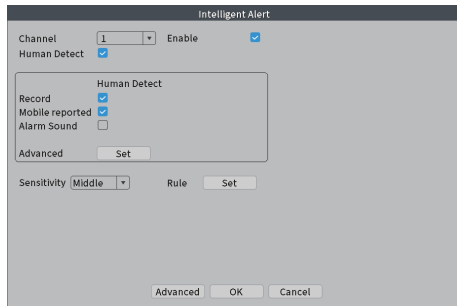 Intelligent Alert
Channel 1 Enable
Human Detect
Human Detect
Record
Mobile reported
Alarm Sound
Advanced Set
Sensitivity Middle Rule Set
Advanced OK Cancel